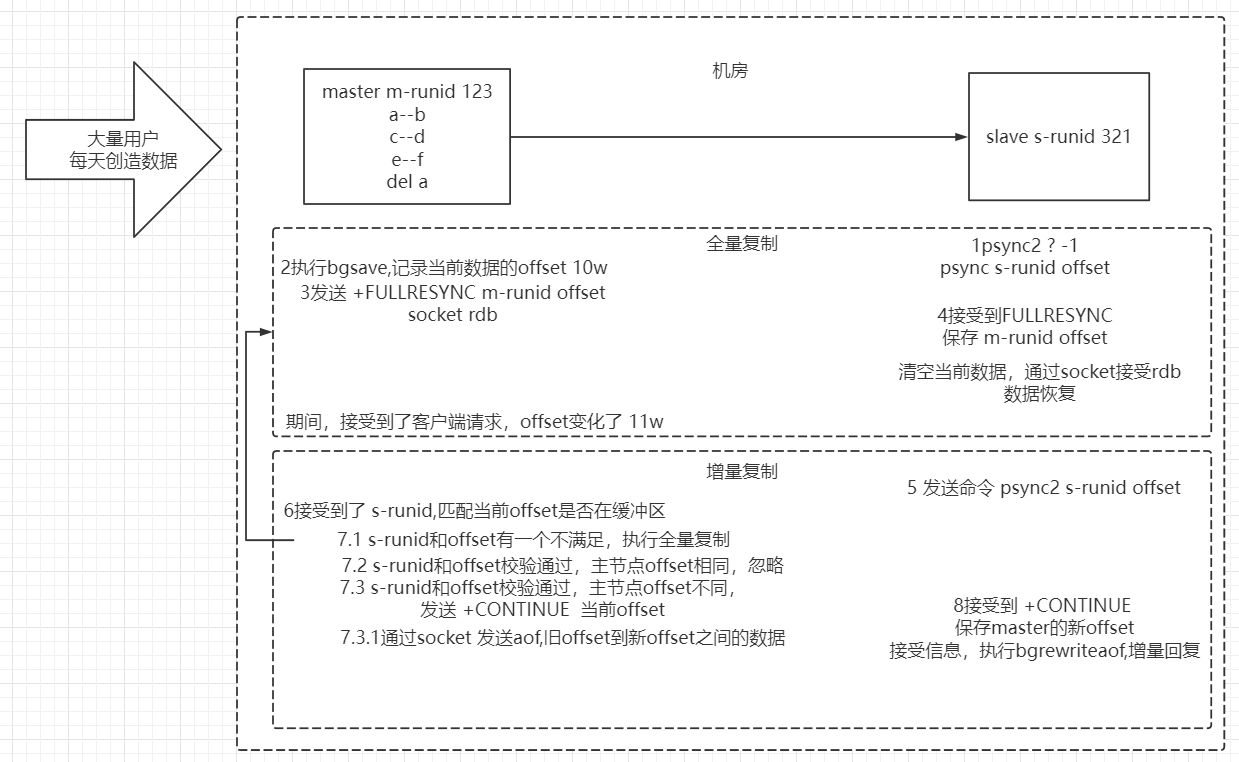 大量用户
每天创造数据
机房
master m-runid 123
a--b
c--d
e--f
del a
slave s-runid 321
全量复制
1psync2 ? -1
psync s-runid offset
2执行bgsave,记录当前数据的offset 10w
3发送 +FULLRESYNC m-runid offset
socket rdb
4接受到FULLRESYNC
保存 m-runid offset
清空当前数据，通过socket接受rdb
数据恢复
期间，接受到了客户端请求，offset变化了 11w
增量复制
5 发送命令 psync2 s-runid offset
6接受到了 s-runid,匹配当前offset是否在缓冲区
7.1 s-runid和offset有一个不满足，执行全量复制
7.2 s-runid和offset校验通过，主节点offset相同，忽略
7.3 s-runid和offset校验通过，主节点offset不同，
发送 +CONTINUE 当前offset
7.3.1通过socket 发送aof,旧offset到新offset之间的数据
8接受到 +CONTINUE
保存master的新offset
接受信息，执行bgrewriteaof,增量回复